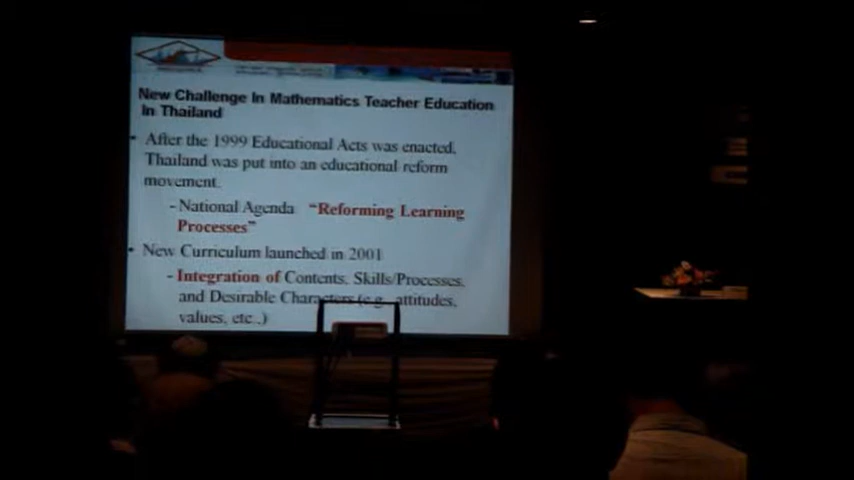 New Challenge In Mathematics Teacher Education
In Thailand
• After the 1999 Educational Acts was enacted,
Thailand was put into an educational reform
movement.
- National Agenda “Reforming Learning
Processes”
• New Curriculum launched in 2001
- Integration of Contents, Skills/Processes,
and Desirable Characters (e.g., attitudes,
values, etc.,)